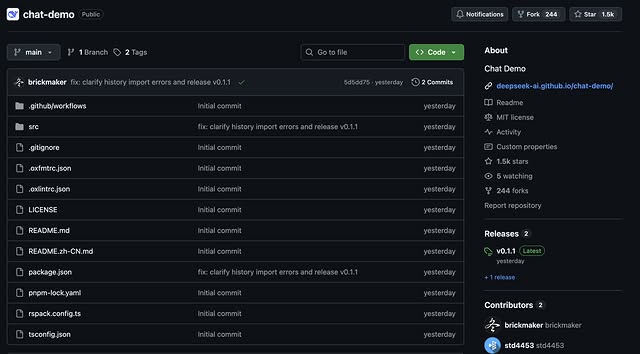 chat-demo Public
Notifications Fork 244 Star 1.5k
main 1 Branch 2 Tags Go to file Code
brickmaker fix: clarify history import errors and release v0.1.1 5d5dd75 · yesterday 2 Commits
.github/workflows Initial commit yesterday
src fix: clarify history import errors and release v0.1.1 yesterday
.gitignore Initial commit yesterday
.oxfmtrc.json Initial commit yesterday
.oxlintrc.json Initial commit yesterday
LICENSE Initial commit yesterday
README.md Initial commit yesterday
README.zh-CN.md Initial commit yesterday
package.json fix: clarify history import errors and release v0.1.1 yesterday
pnpm-lock.yaml Initial commit yesterday
rspack.config.ts Initial commit yesterday
tsconfig.json Initial commit yesterday
About
Chat Demo
deepseek-ai.github.io/chat-demo/
Readme
MIT license
Activity
Custom properties
1.5k stars
5 watching
244 forks
Report repository
Releases 2
v0.1.1 Latest
yesterday
+ 1 release
Contributors 2
brickmaker brickmaker
std4453 std4453